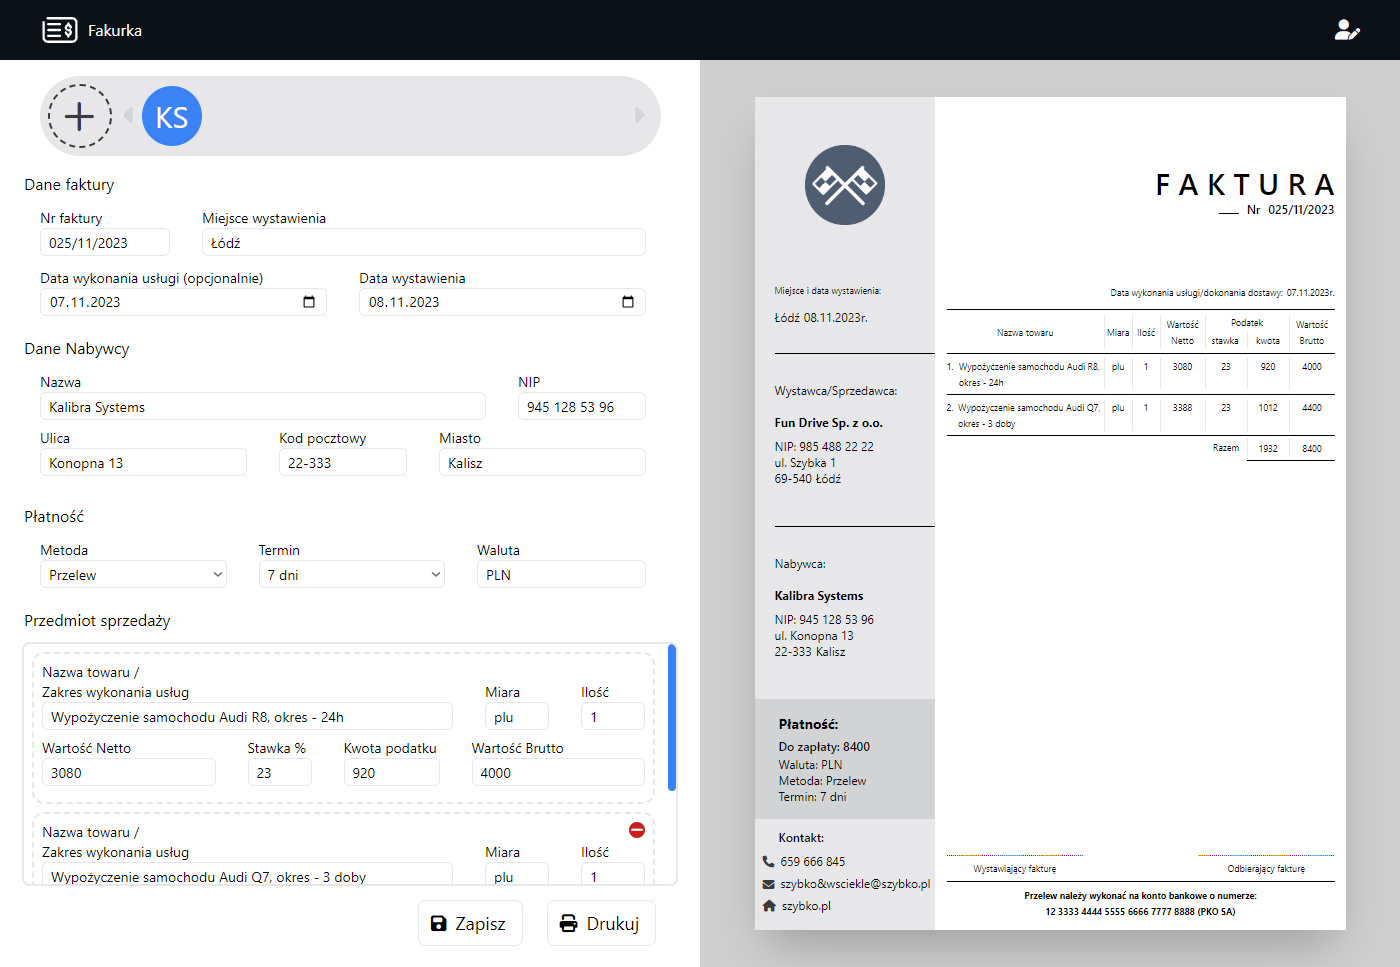 Fakurka
KS
Dane faktury
Nr faktury
Miejsce wystawienia
025/11/2023
Łódź
Data wykonania usługi (opcjonalnie)
Data wystawienia
07.11.2023
08.11.2023
Dane Nabywcy
Nazwa
NIP
Kalibra Systems
945 128 53 96
Ulica
Kod pocztowy
Miasto
Konopna 13
22-333
Kalisz
Płatność
Metoda
Termin
Waluta
Przelew
7 dni
PLN
Przedmiot sprzedaży
Nazwa towaru /
Zakres wykonania usług
Miara
Ilość
Wypożyczenie samochodu Audi R8, okres - 24h
plu
1
Wartość Netto
Stawka %
Kwota podatku
Wartość Brutto
3080
23
920
4000
Nazwa towaru /
Zakres wykonania usług
Miara
Ilość
Wypożyczenie samochodu Audi Q7, okres - 3 doby
plu
1
Zapisz
Drukuj
FAKTURA
Nr 025/11/2023
Miejsce i data wystawienia:
Łódź 08.11.2023r.
Wystawca/Sprzedawca:
Fun Drive Sp. z o.o.
NIP: 985 488 22 22
ul. Szybka 1
69-540 Łódź
Nabywca:
Kalibra Systems
NIP: 945 128 53 96
ul. Konopna 13
22-333 Kalisz
Płatność:
Do zapłaty: 8400
Waluta: PLN
Metoda: Przelew
Termin: 7 dni
Kontakt:
659 666 845
szybko&wsciekle@szybko.pl
szybko.pl
Data wykonania usługi/dokonania dostawy: 07.11.2023r.
Nazwa towaru
Miara
Ilość
Wartość
Netto
Podatek
stawka
kwota
Wartość
Brutto
1. Wypożyczenie samochodu Audi R8, plu 1 3080 23 920 4000
okres - 24h
2. Wypożyczenie samochodu Audi Q7, plu 1 3388 23 1012 4400
okres - 3 doby
Razem 1932 8400
Wystawiający fakturę
Odbierający fakturę
Przelew należy wykonać na konto bankowe o numerze:
12 3333 4444 5555 6666 7777 8888 (PKO SA)